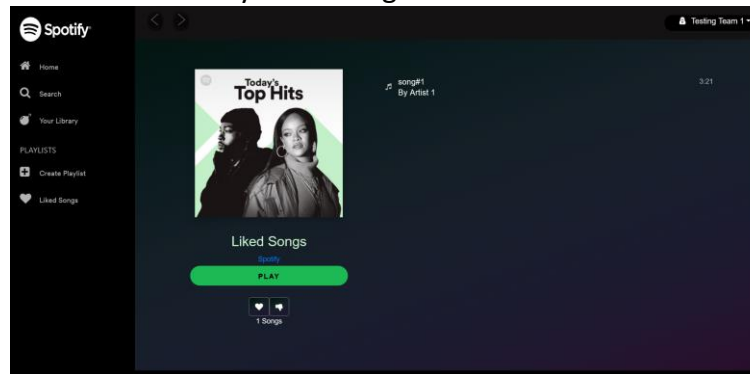 Spotify
Testing Team 1
Home
Search
Your Library
PLAYLISTS
Create Playlist
Liked Songs
Today's
Top Hits
Liked Songs
Spotify
PLAY
1 Songs
song#1
By Artist 1
3:21